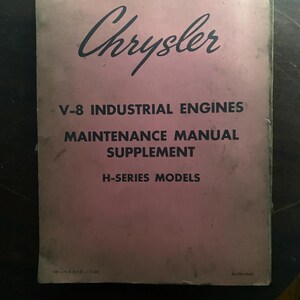 Chrysler
V-8 INDUSTRIAL ENGINES
MAINTENANCE MANUAL
SUPPLEMENT
H-SERIES MODELS